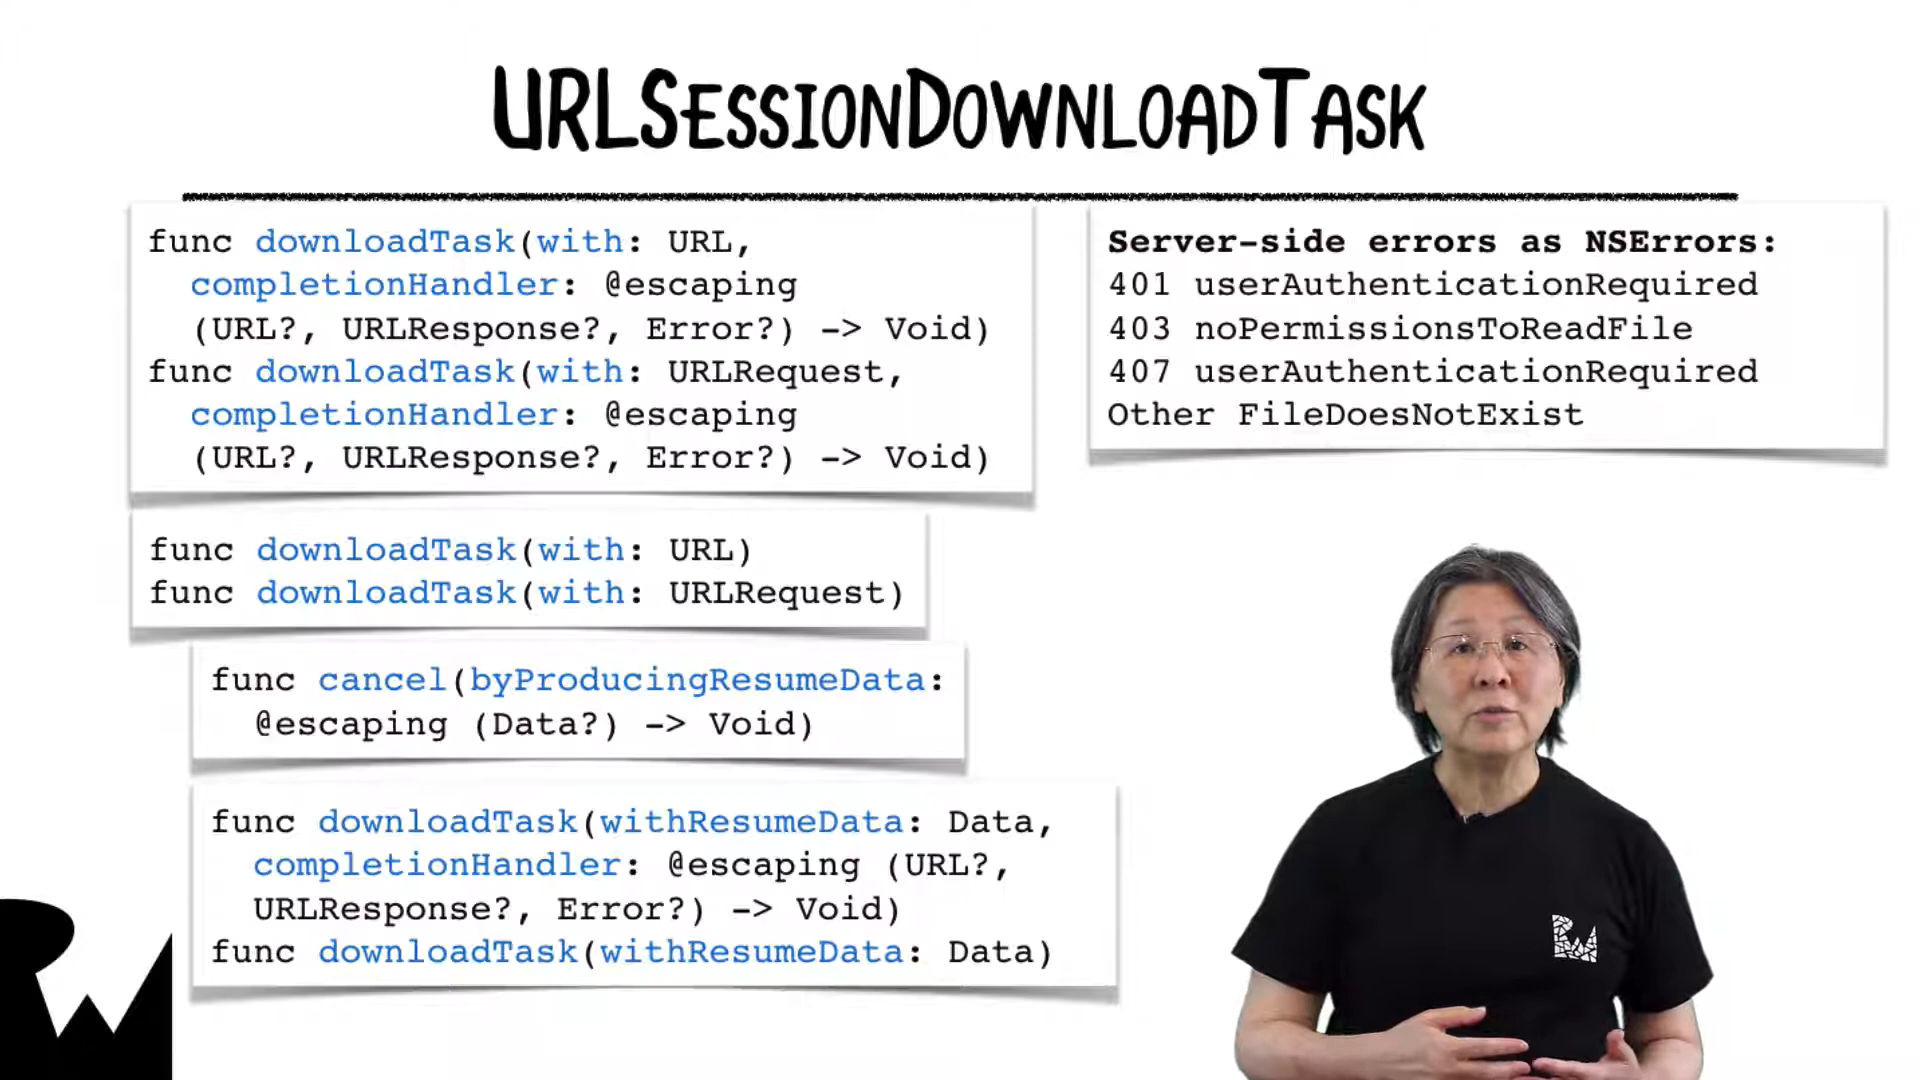 URLSessionDownloadTask
func downloadTask(with: URL,
completionHandler: @escaping
(URL?, URLResponse?, Error?) -> Void)
func downloadTask(with: URLRequest,
completionHandler: @escaping
(URL?, URLResponse?, Error?) -> Void)
func downloadTask(with: URL)
func downloadTask(with: URLRequest)
func cancel(byProducingResumeData:
@escaping (Data?) -> Void)
func downloadTask(withResumeData: Data,
completionHandler: @escaping (URL?,
URLResponse?, Error?) -> Void)
func downloadTask(withResumeData: Data)
Server-side errors as NSErrors:
401 userAuthenticationRequired
403 noPermissionsToReadFile
407 userAuthenticationRequired
Other FileDoesNotExist
RW
RW